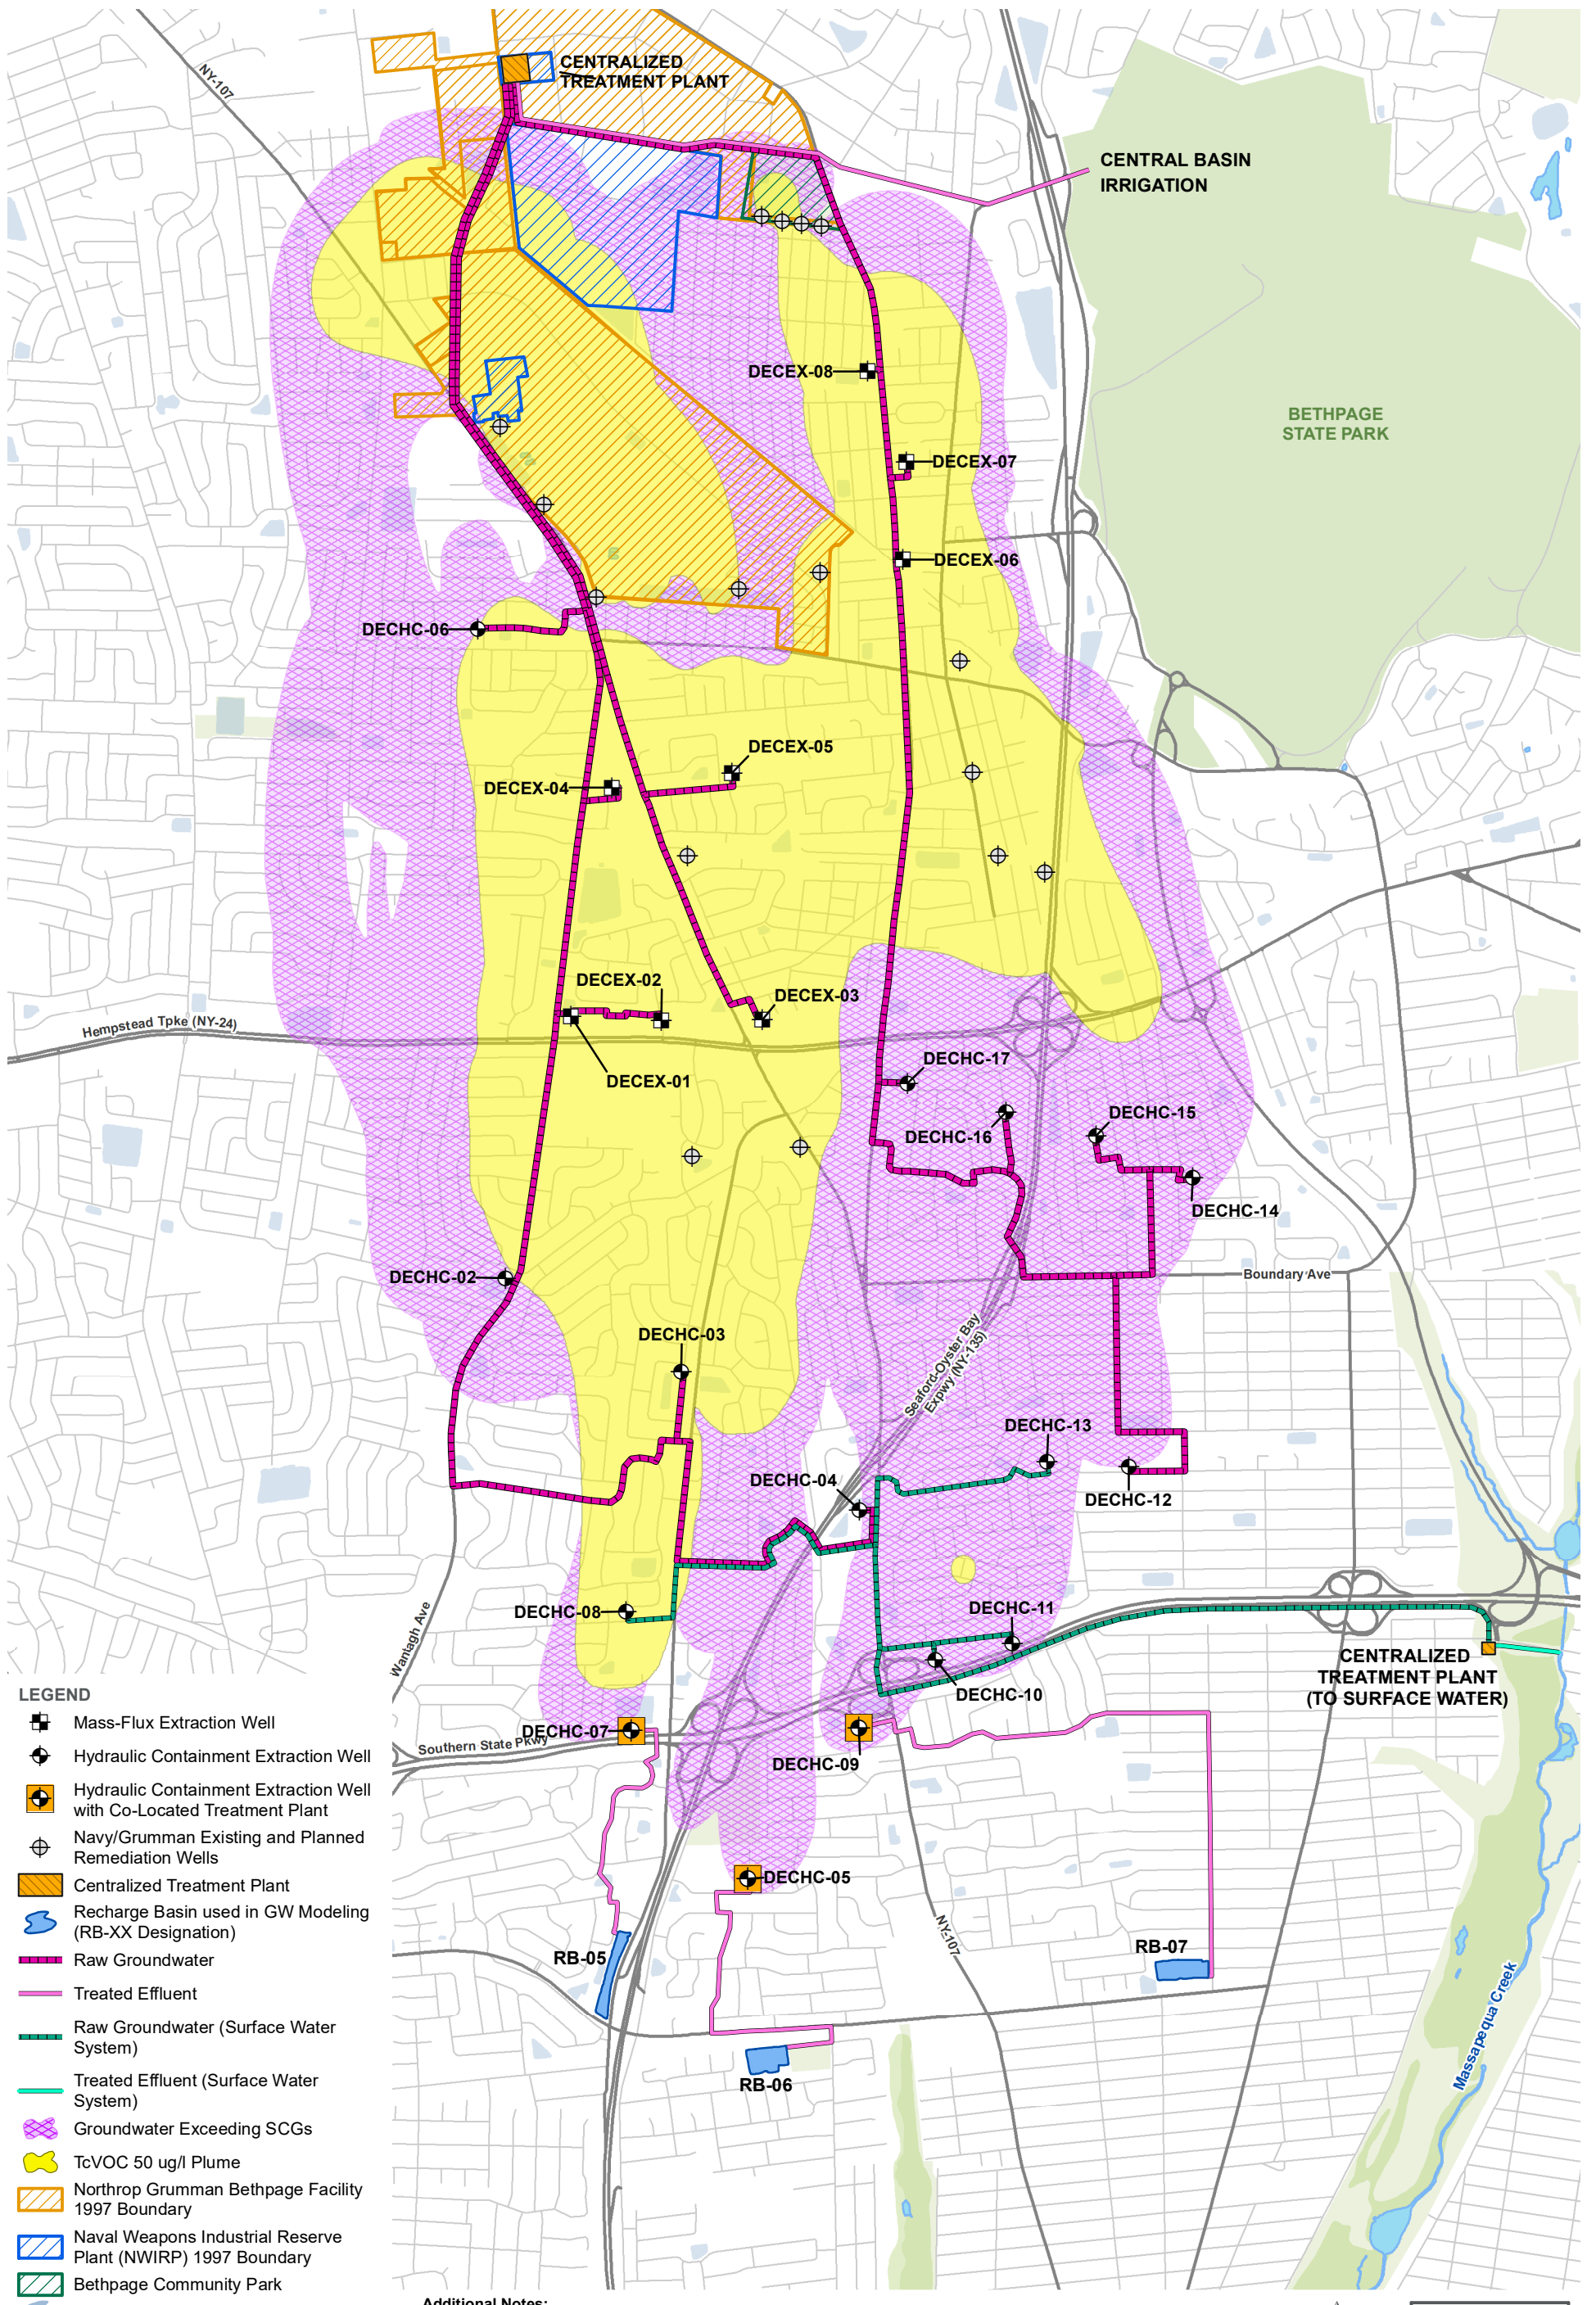 NY-107
CENTRALIZED
TREATMENT PLANT
CENTRAL BASIN
IRRIGATION
DECEX-08
BETHPAGE
STATE PARK
DECEX-07
DECEX-06
DECHC-06
DECEX-05
DECEX-04
DECEX-02
DECEX-03
Hempstead Tpke (NY-24)
DECEX-01
DECHC-17
DECHC-16
DECHC-15
DECHC-14
DECHC-02
Boundary Ave
DECHC-03
Seaford-Oyster Bay
Expwy (NY-135)
DECHC-13
DECHC-04
DECHC-12
DECHC-08
DECHC-11
Wantagh Ave
CENTRALIZED
TREATMENT PLANT
(TO SURFACE WATER)
DECHC-10
DECHC-07
Southern State Pkwy
DECHC-09
DECHC-05
NY-107
RB-05
RB-07
RB-06
Massapequa Creek
LEGEND
Mass-Flux Extraction Well
Hydraulic Containment Extraction Well
Hydraulic Containment Extraction Well
with Co-Located Treatment Plant
Navy/Grumman Existing and Planned
Remediation Wells
Centralized Treatment Plant
Recharge Basin used in GW Modeling
(RB-XX Designation)
Raw Groundwater
Treated Effluent
Raw Groundwater (Surface Water
System)
Treated Effluent (Surface Water
System)
Groundwater Exceeding SCGs
TcVOC 50 ug/l Plume
Northrop Grumman Bethpage Facility
1997 Boundary
Naval Weapons Industrial Reserve
Plant (NWIRP) 1997 Boundary
Bethpage Community Park
Additional Notes: